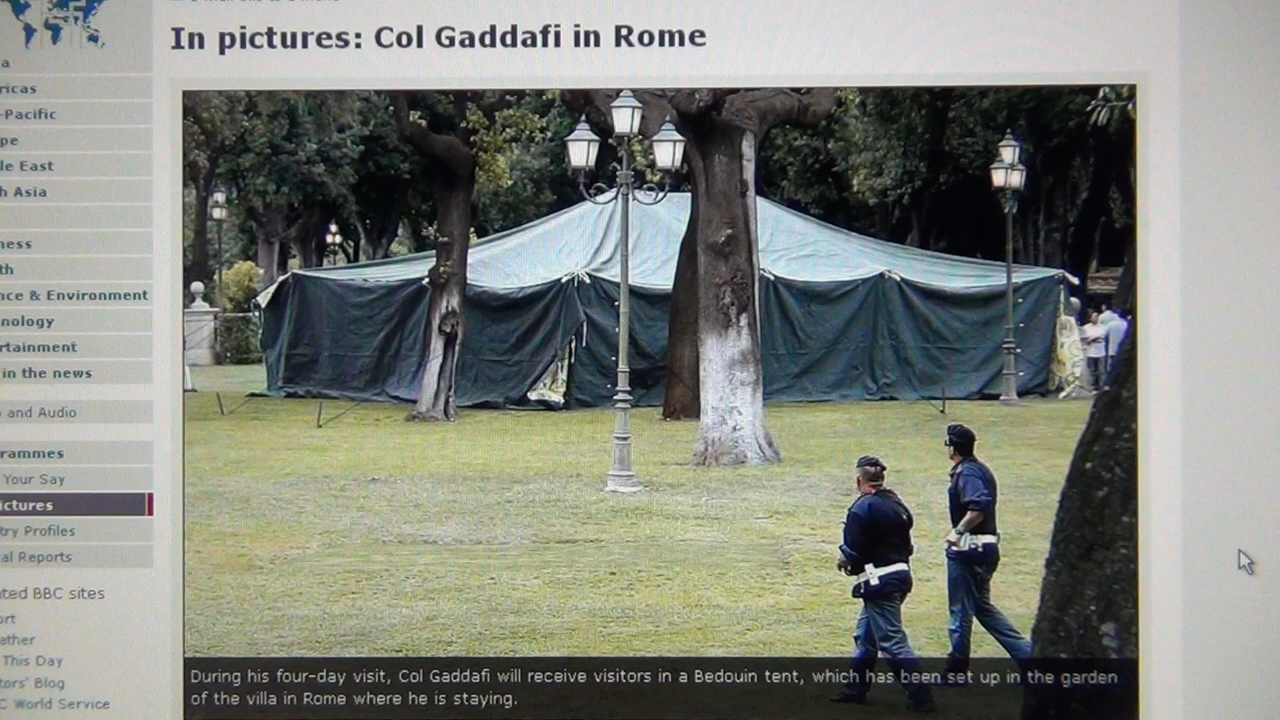 In pictures: Col Gaddafi in Rome
a
ricas
-Pacific
pe
le East
h Asia
ness
th
nce & Environment
nology
rtainment
in the news
and Audio
rammes
Your Say
ictures
try Profiles
al Reports
ated BBC sites
ort
ather
This Day
tors' Blog
C World Service
During his four-day visit, Col Gaddafi will receive visitors in a Bedouin tent, which has been set up in the garden
of the villa in Rome where he is staying.